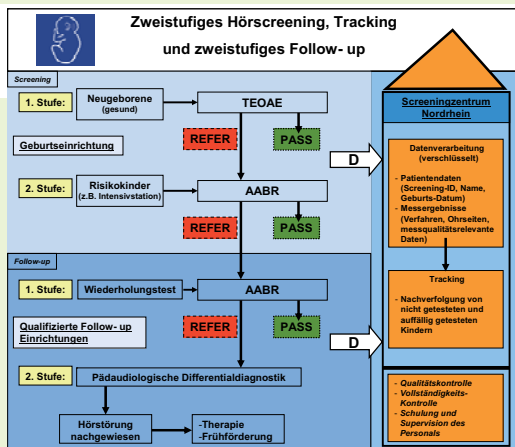 Zweistufiges Hörscreening, Tracking
und zweistufiges Follow- up
Screening
1. Stufe:
Neugeborene
(gesund)
TEOAE
REFER
PASS
Geburtseinrichtung
2. Stufe:
Risikokinder
(z.B. Intensivstation)
AABR
REFER
PASS
D
Follow-up
1. Stufe:
Wiederholungstest
AABR
REFER
PASS
Qualifizierte Follow- up
Einrichtungen
D
2. Stufe:
Pädaudiologische Differentialdiagnostik
Hörstörung
nachgewiesen
-Therapie
-Frühförderung
Screeningzentrum
Nordrhein
Datenverarbeitung
(verschlüsselt)
- Patientendaten
(Screening-ID, Name,
Geburts-Datum)
- Messergebnisse
(Verfahren, Ohrseiten,
messqualitätsrelevante
Daten)
Tracking
- Nachverfolgung von
nicht getesteten und
auffällig getesteten
Kindern
- Qualitätskontrolle
- Vollständigkeits-
Kontrolle
- Schulung und
Supervision des
Personals